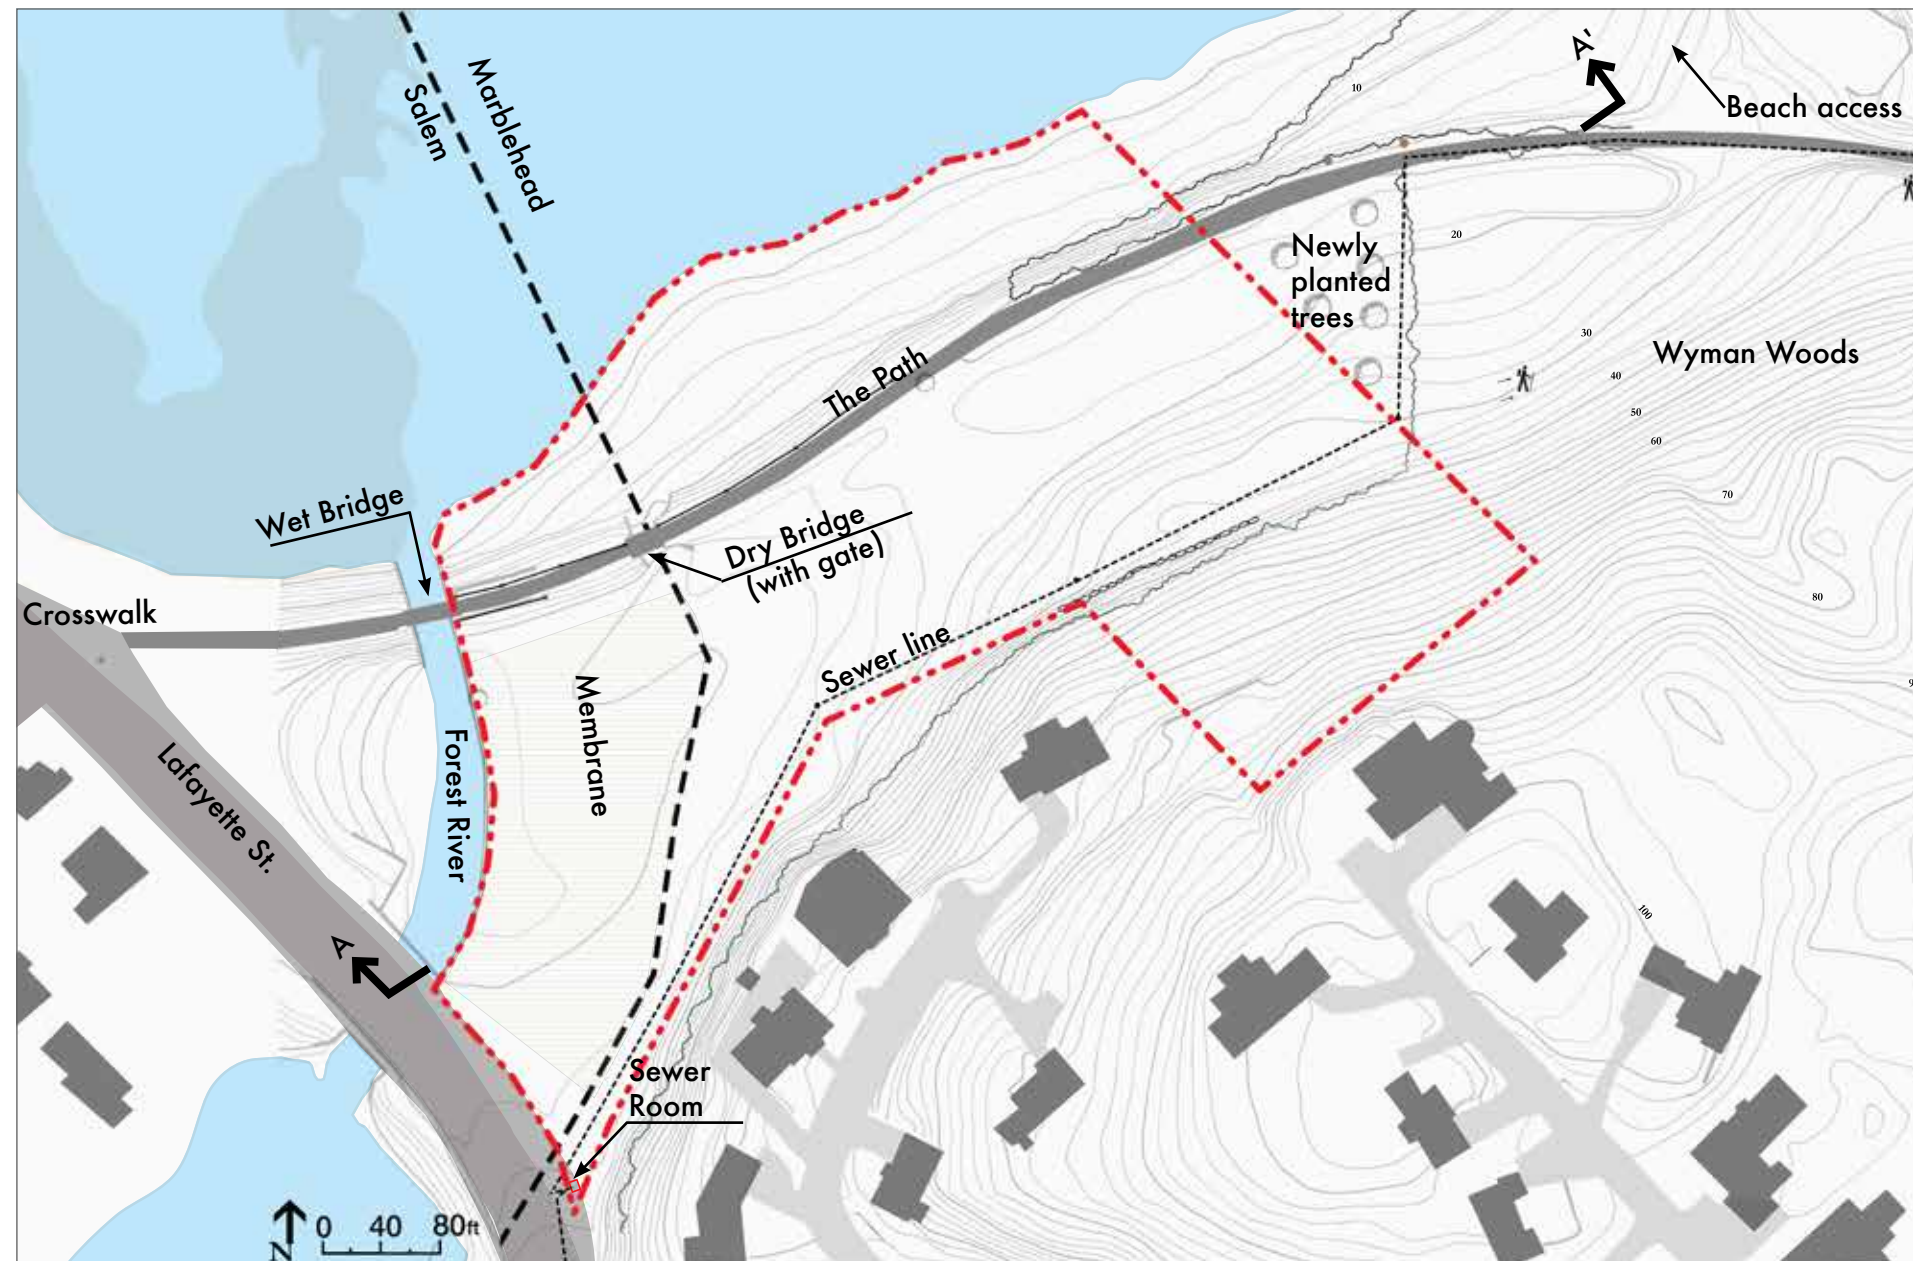 Marblehead
Salem
A'
Beach access
10
Newly
planted
trees
20
30
Wyman Woods
40
50
60
70
80
The Path
Wet Bridge
Dry Bridge
(with gate)
Crosswalk
Sewer line
Membrane
Forest River
Lafayette St.
A
100
Sewer
Room
N
0 40 80ft